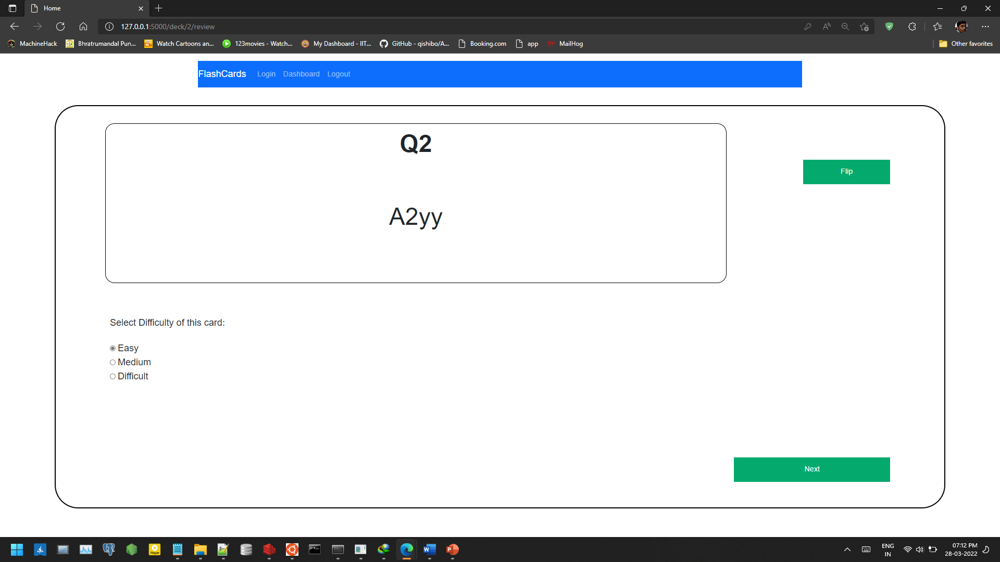 Home
127.0.0.1:5000/deck/2/review
MachineHack Bhratrumandal Pun... Watch Cartoons an... 123movies - Watch... My Dashboard - IIT... GitHub - qishibo/A... Booking.com app MailHog Other favorites
FlashCards Login Dashboard Logout
Q2
Flip
A2yy
Select Difficulty of this card:
Easy
Medium
Difficult
Next
ENG 07:12 PM
IN 28-03-2022